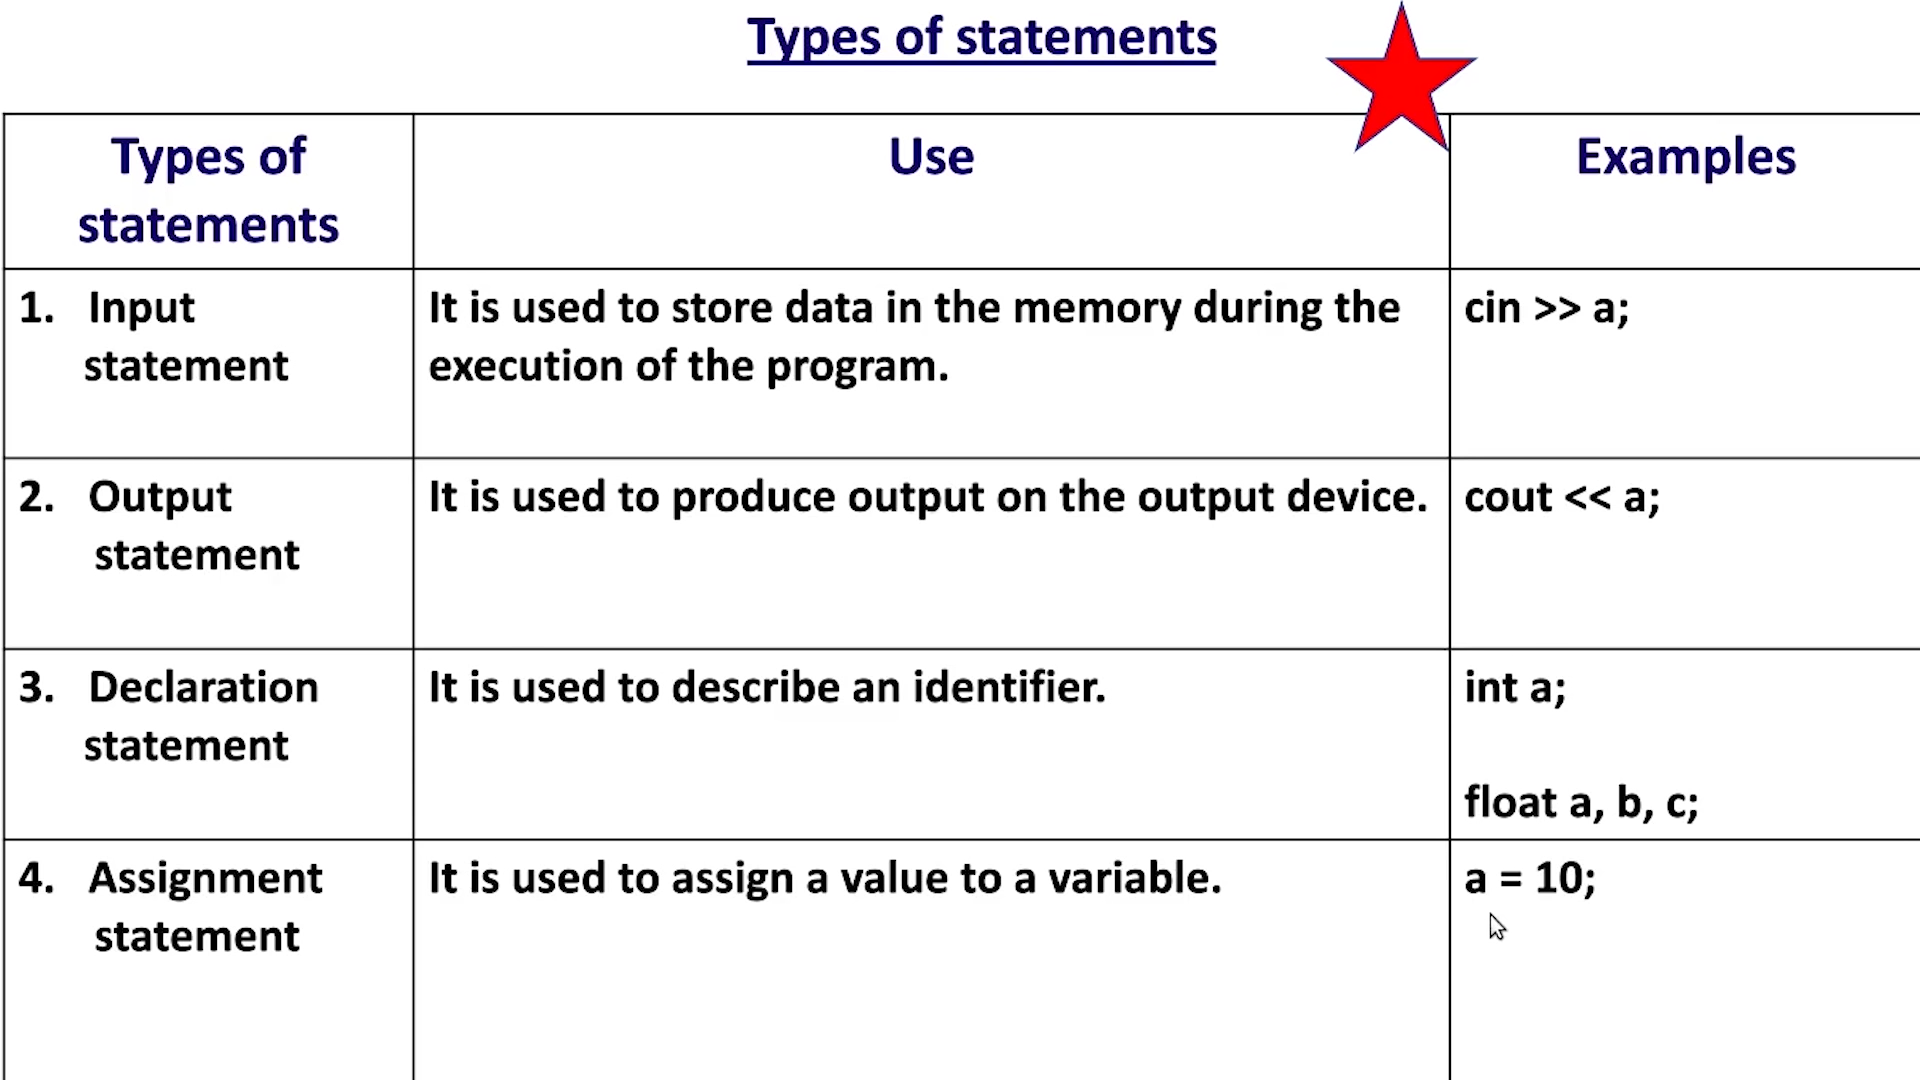 Types of statements
Types of
statements
Use
Examples
1. Input
statement
It is used to store data in the memory during the
execution of the program.
cin >> a;
2. Output
statement
It is used to produce output on the output device.
cout << a;
3. Declaration
statement
It is used to describe an identifier.
int a;
float a, b, c;
4. Assignment
statement
It is used to assign a value to a variable.
a = 10;